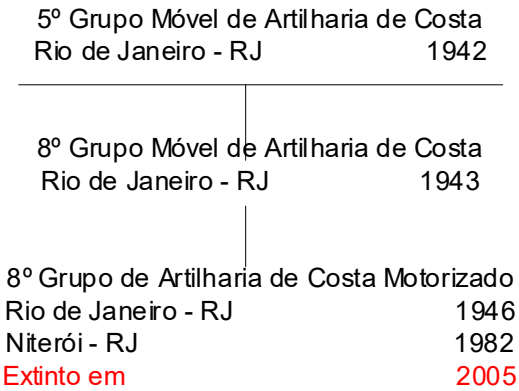 5º Grupo Móvel de Artilharia de Costa
Rio de Janeiro - RJ 1942
8º Grupo Móvel de Artilharia de Costa
Rio de Janeiro - RJ 1943
8º Grupo de Artilharia de Costa Motorizado
Rio de Janeiro - RJ 1946
Niterói - RJ 1982
Extinto em 2005